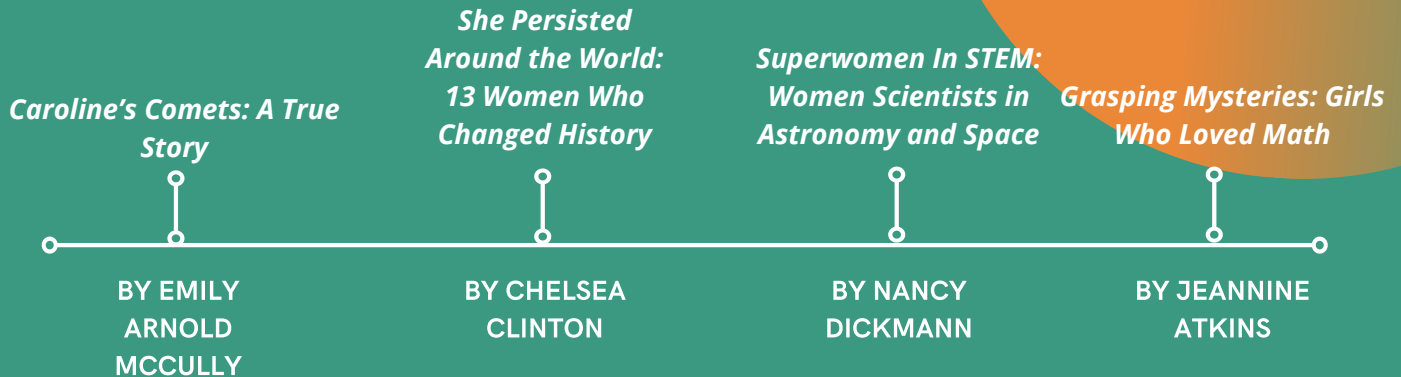 Caroline's Comets: A True
Story
BY EMILY
ARNOLD
MCCULLY
She Persisted
Around the World:
13 Women Who
Changed History
BY CHELSEA
CLINTON
Superwomen In STEM:
Women Scientists in
Astronomy and Space
BY NANCY
DICKMANN
Grasping Mysteries: Girls
Who Loved Math
BY JEANNINE
ATKINS